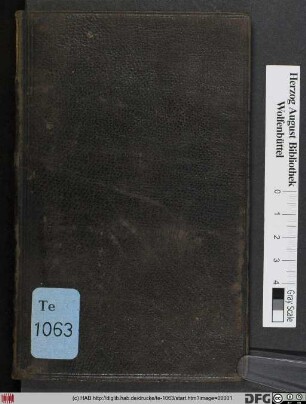 Te
1063
Herzog August Bibliothek
Wolfenbüttel
0
1
2
3
4
Gray Scale
(c) HAB http://diglib.hab.de/drucke/te-1063/start.htm?image=00001
DFG